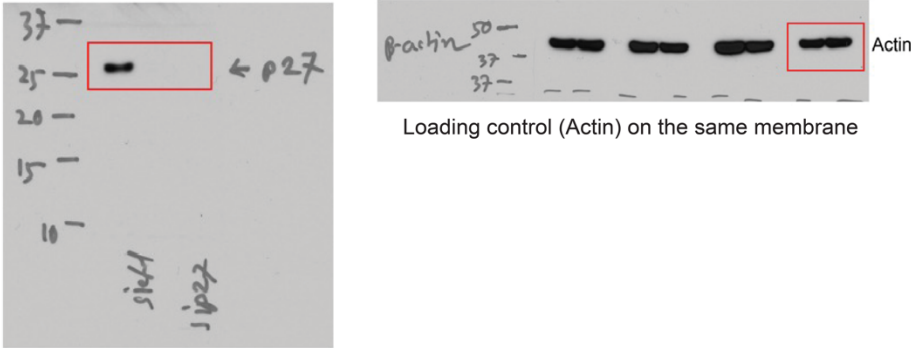 37 –
25 –
← p27
20 –
15 –
10 –
sip27
β-actin
50 –
37 –
37 –
Actin
Loading control (Actin) on the same membrane